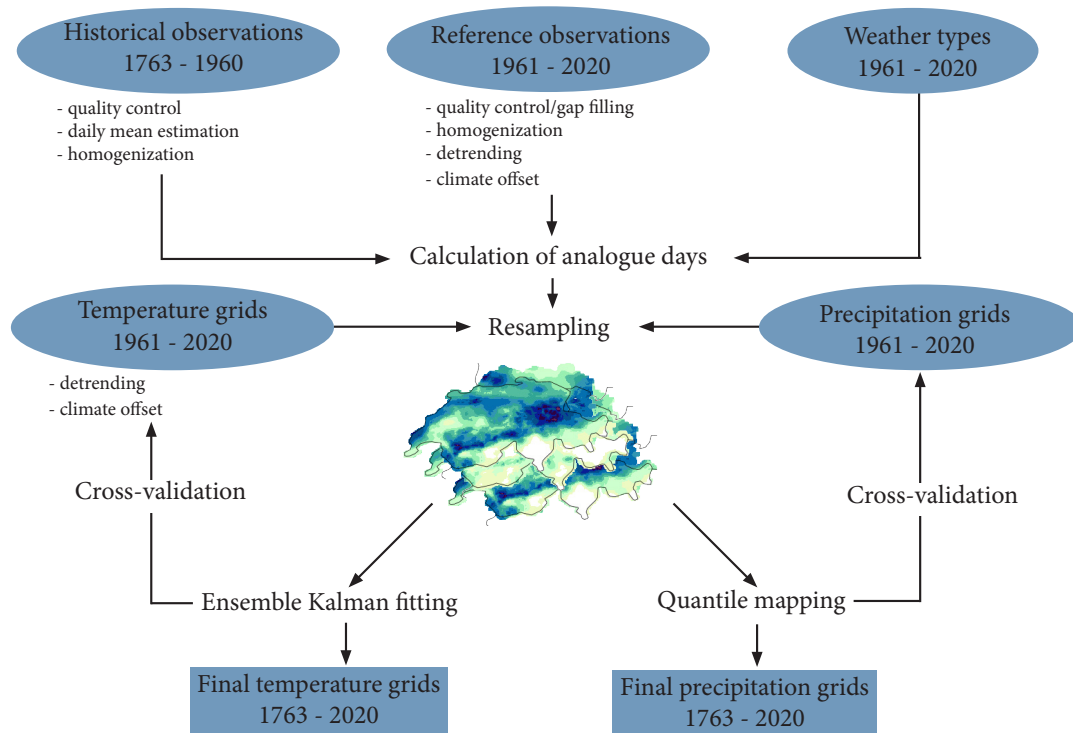 Historical observations
1763 - 1960
- quality control
- daily mean estimation
- homogenization
Reference observations
1961 - 2020
- quality control/gap filling
- homogenization
- detrending
- climate offset
Weather types
1961 - 2020
Calculation of analogue days
Temperature grids
1961 - 2020
- detrending
- climate offset
Resampling
Precipitation grids
1961 - 2020
Cross-validation
Cross-validation
Ensemble Kalman fitting
Quantile mapping
Final temperature grids
1763 - 2020
Final precipitation grids
1763 - 2020